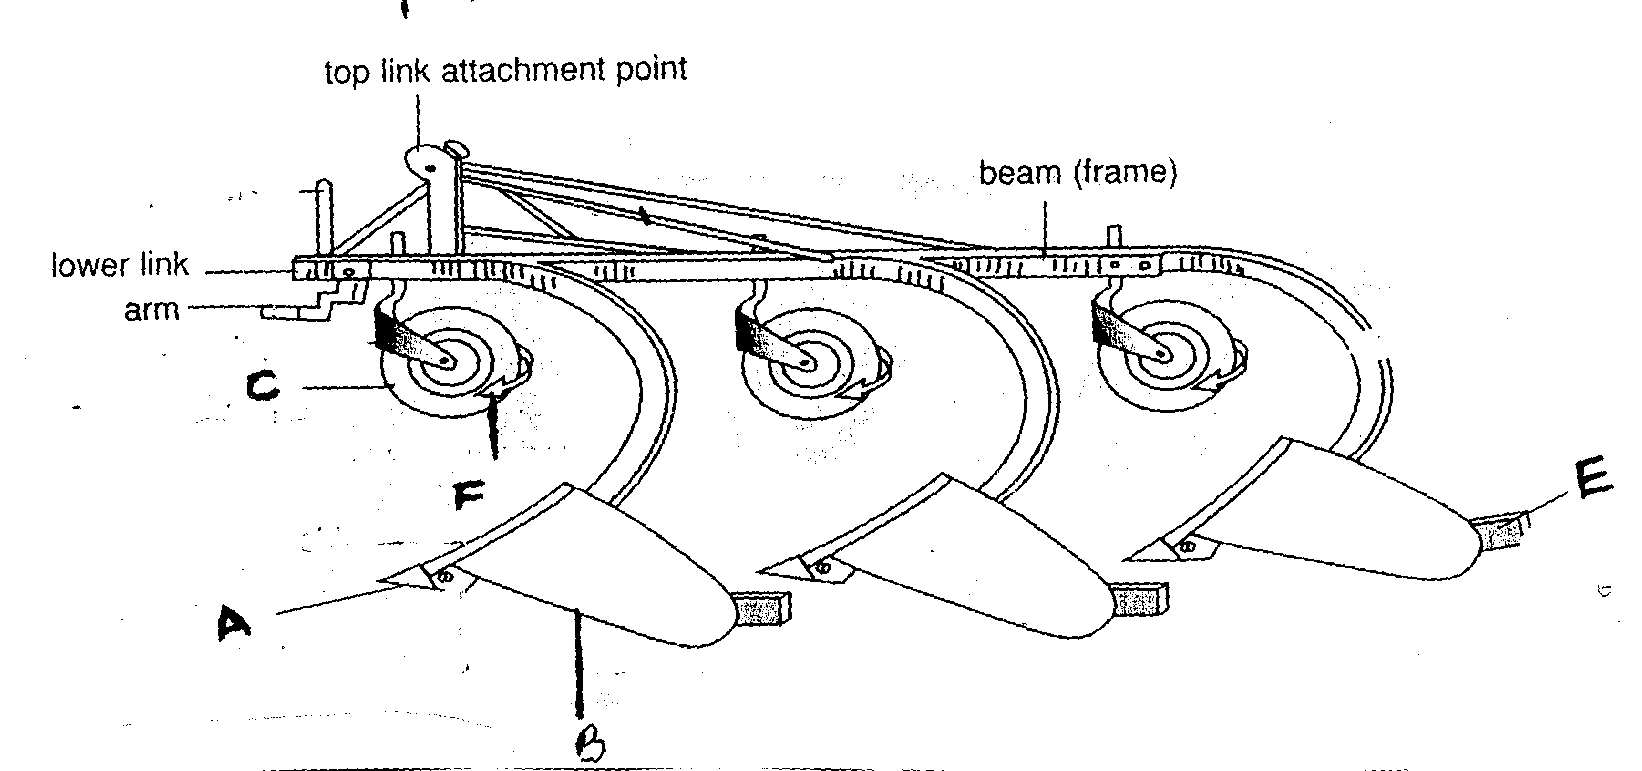 top link attachment point
beam (frame)
lower link
arm
C
F
E
A
B